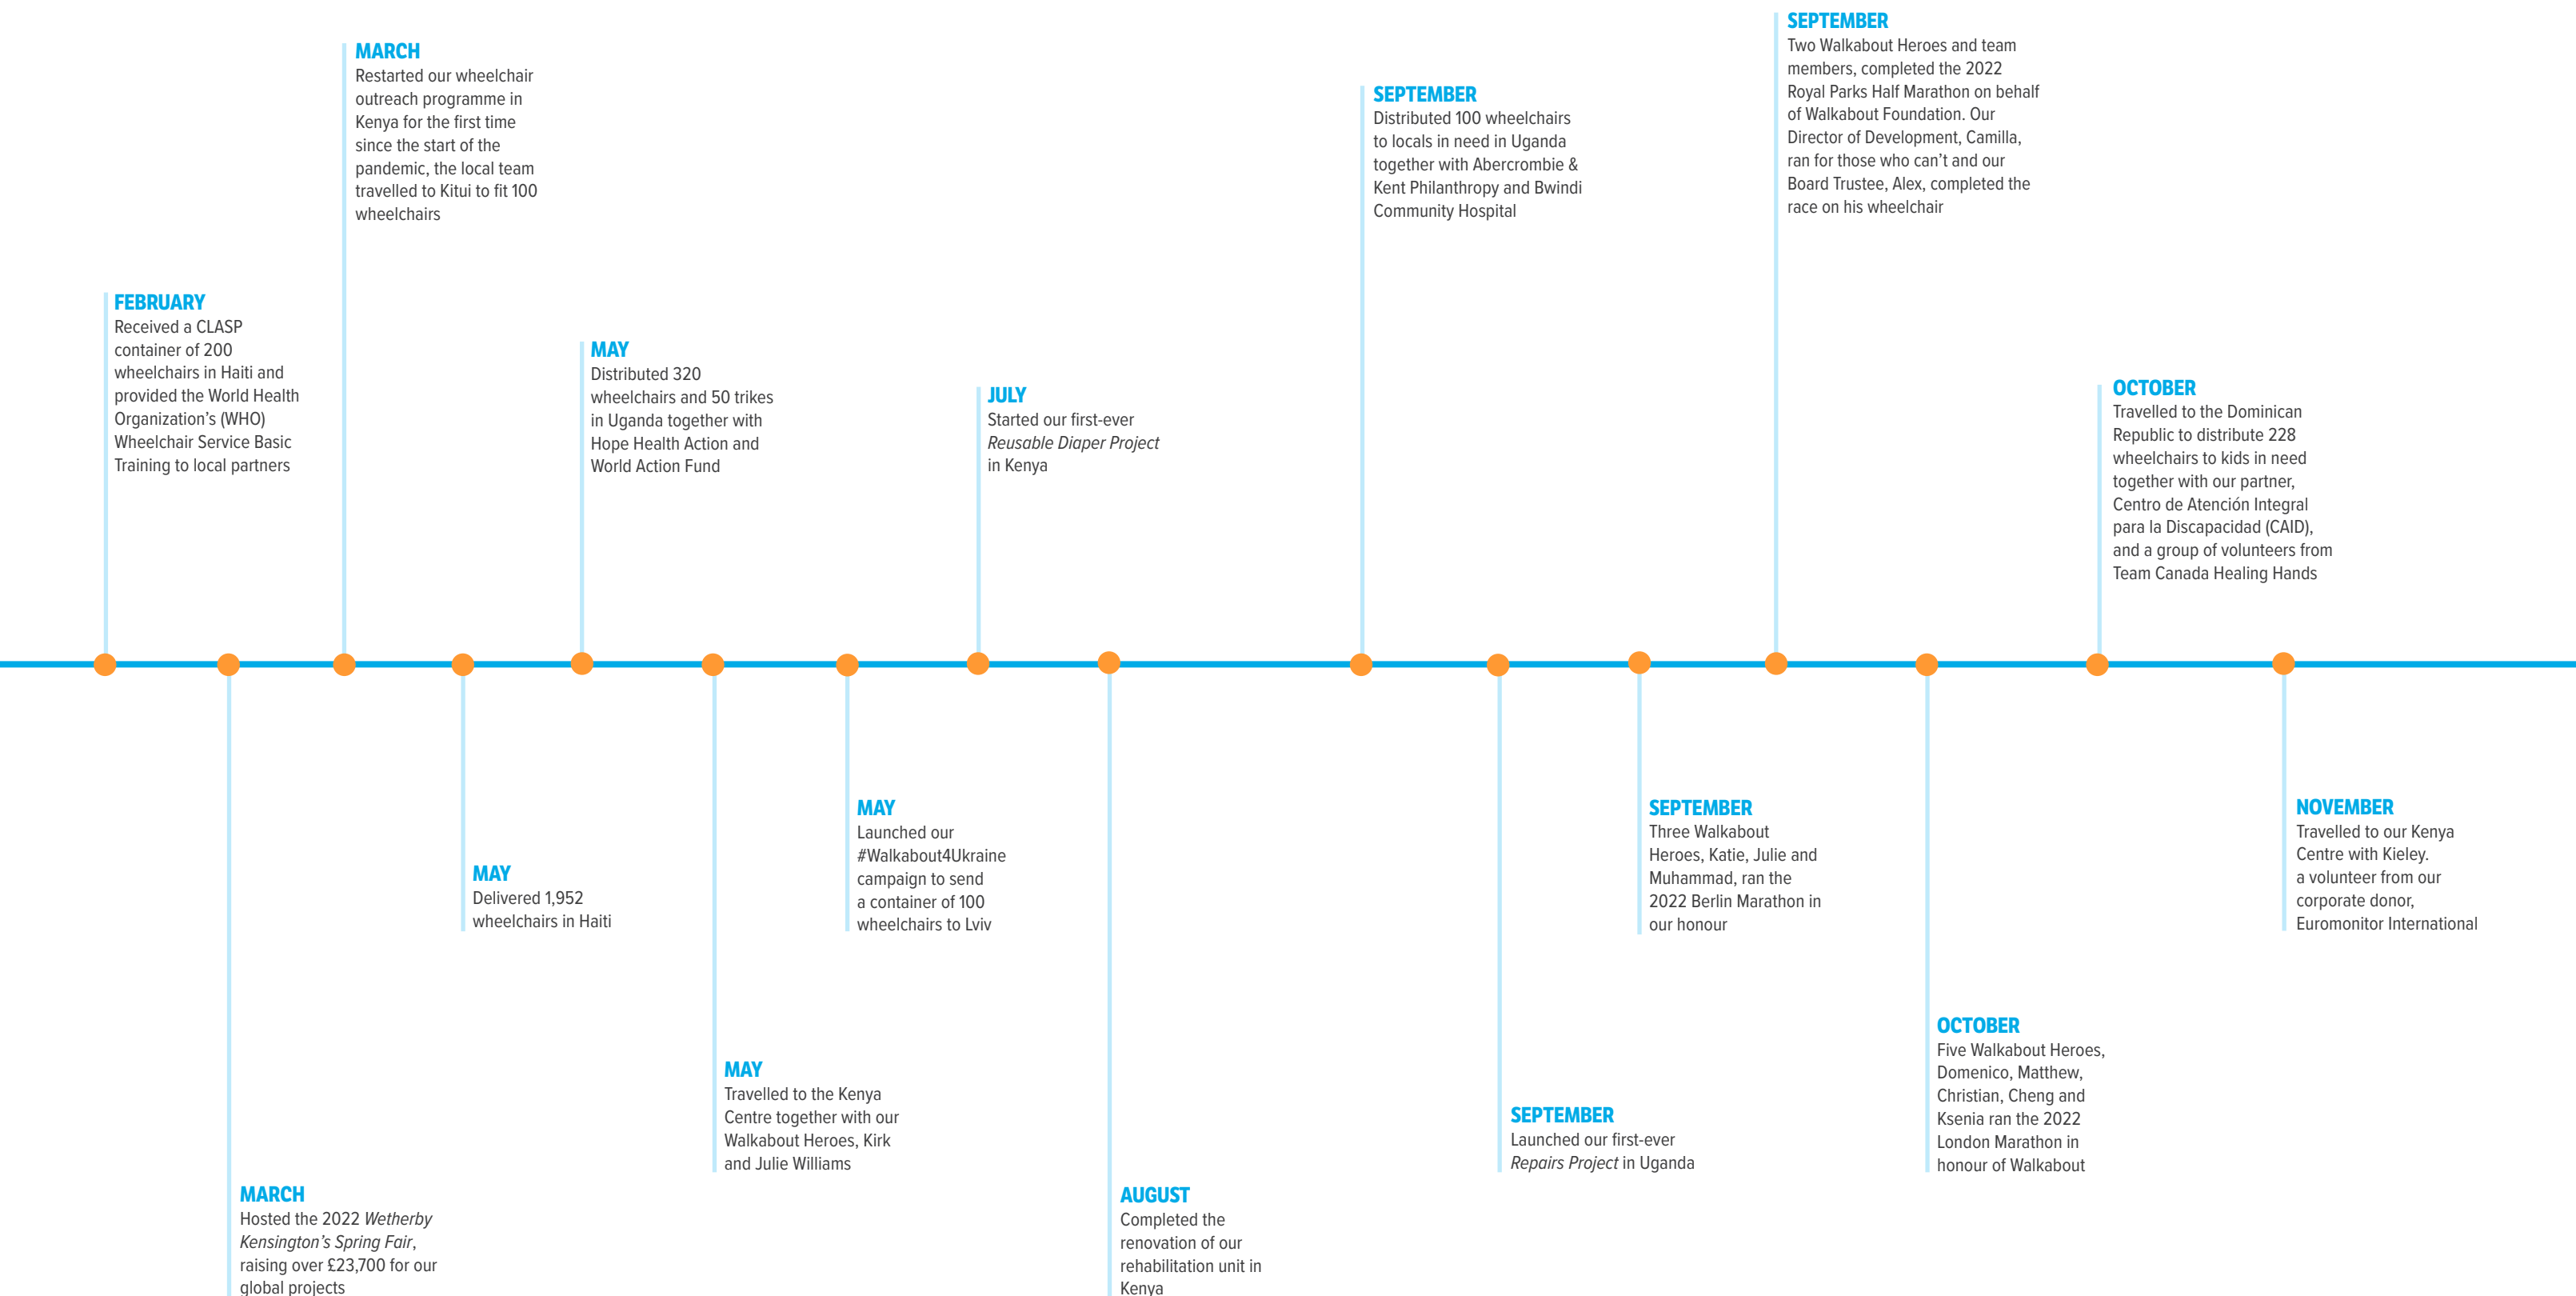 FEBRUARY
Received a CLASP
container of 200
wheelchairs in Haiti and
provided the World Health
Organization’s (WHO)
Wheelchair Service Basic
Training to local partners
MARCH
Hosted the 2022 Wetherby
Kensington’s Spring Fair,
raising over £23,700 for our
global projects
MARCH
Restarted our wheelchair
outreach programme in
Kenya for the first time
since the start of the
pandemic, the local team
travelled to Kitui to fit 100
wheelchairs
MAY
Delivered 1,952
wheelchairs in Haiti
MAY
Distributed 320
wheelchairs and 50 trikes
in Uganda together with
Hope Health Action and
World Action Fund
MAY
Travelled to the Kenya
Centre together with our
Walkabout Heroes, Kirk
and Julie Williams
MAY
Launched our
#Walkabout4Ukraine
campaign to send
a container of 100
wheelchairs to Lviv
JULY
Started our first-ever
Reusable Diaper Project
in Kenya
AUGUST
Completed the
renovation of our
rehabilitation unit in
Kenya
SEPTEMBER
Distributed 100 wheelchairs
to locals in need in Uganda
together with Abercrombie &
Kent Philanthropy and Bwindi
Community Hospital
SEPTEMBER
Launched our first-ever
Repairs Project in Uganda
SEPTEMBER
Three Walkabout
Heroes, Katie, Julie and
Muhammad, ran the
2022 Berlin Marathon in
our honour
SEPTEMBER
Two Walkabout Heroes and team
members, completed the 2022
Royal Parks Half Marathon on behalf
of Walkabout Foundation. Our
Director of Development, Camilla,
ran for those who can’t and our
Board Trustee, Alex, completed the
race on his wheelchair
OCTOBER
Five Walkabout Heroes,
Domenico, Matthew,
Christian, Cheng and
Ksenia ran the 2022
London Marathon in
honour of Walkabout
OCTOBER
Travelled to the Dominican
Republic to distribute 228
wheelchairs to kids in need
together with our partner,
Centro de Atención Integral
para la Discapacidad (CAID),
and a group of volunteers from
Team Canada Healing Hands
NOVEMBER
Travelled to our Kenya
Centre with Kieley.
a volunteer from our
corporate donor,
Euromonitor International